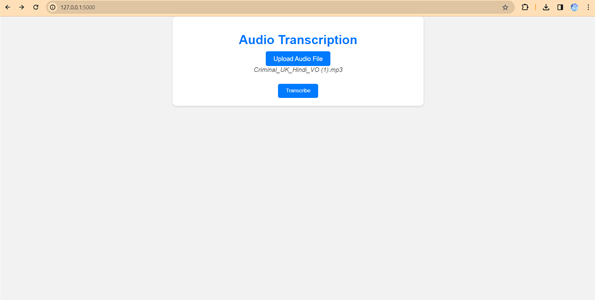 127.0.0.1:5000
Audio Transcription
Upload Audio File
Criminal_UK_Hindi_VO (1).mp3
Transcribe